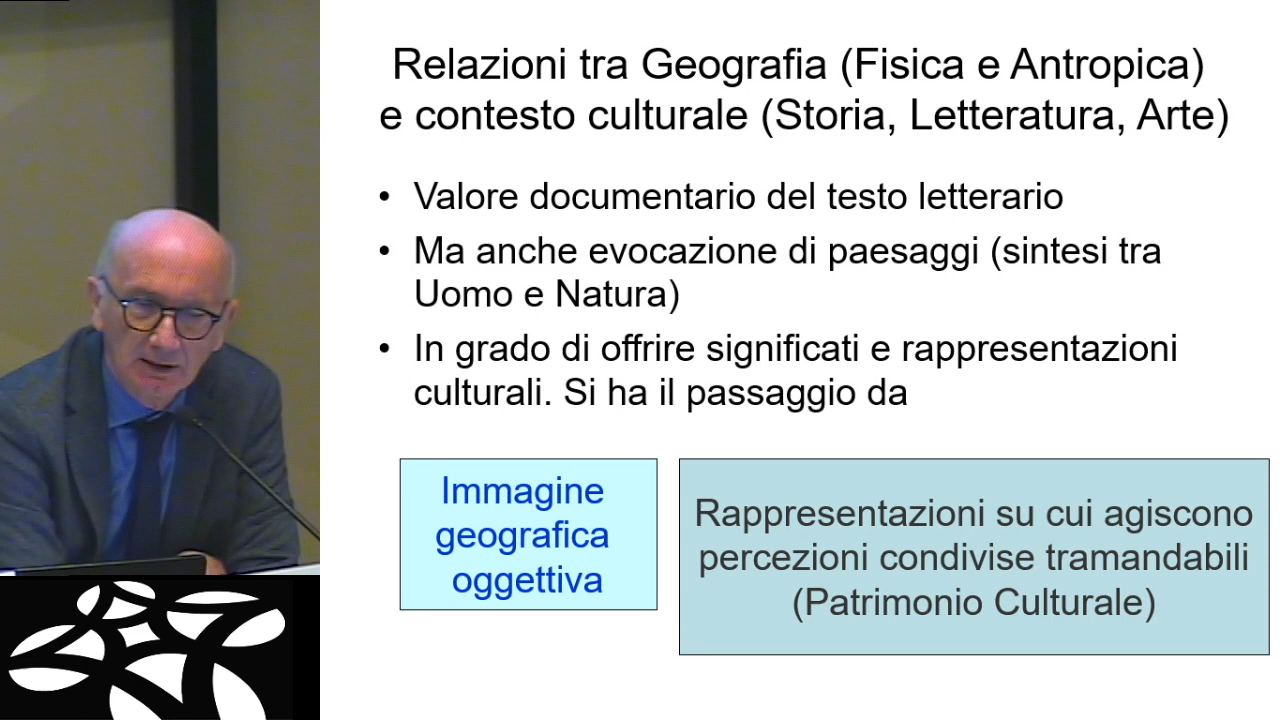 Relazioni tra Geografia (Fisica e Antropica)
e contesto culturale (Storia, Letteratura, Arte)
• Valore documentario del testo letterario
• Ma anche evocazione di paesaggi (sintesi tra
Uomo e Natura)
• In grado di offrire significati e rappresentazioni
culturali. Si ha il passaggio da
Immagine
geografica
oggettiva
Rappresentazioni su cui agiscono
percezioni condivise tramandabili
(Patrimonio Culturale)